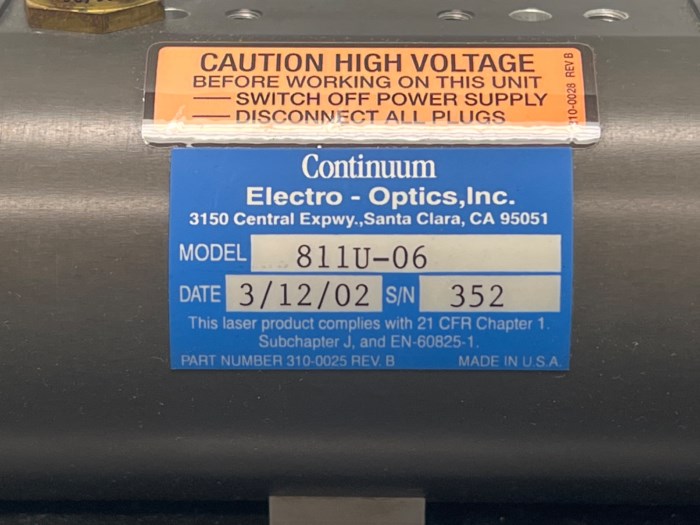 CAUTION HIGH VOLTAGE
BEFORE WORKING ON THIS UNIT
— SWITCH OFF POWER SUPPLY
— DISCONNECT ALL PLUGS
310-0028 REV B
Continuum
Electro - Optics,Inc.
3150 Central Expwy.,Santa Clara, CA 95051
MODEL 811U-06
DATE 3/12/02 S/N 352
This laser product complies with 21 CFR Chapter 1.
Subchapter J, and EN-60825-1.
PART NUMBER 310-0025 REV. B MADE IN U.S.A.